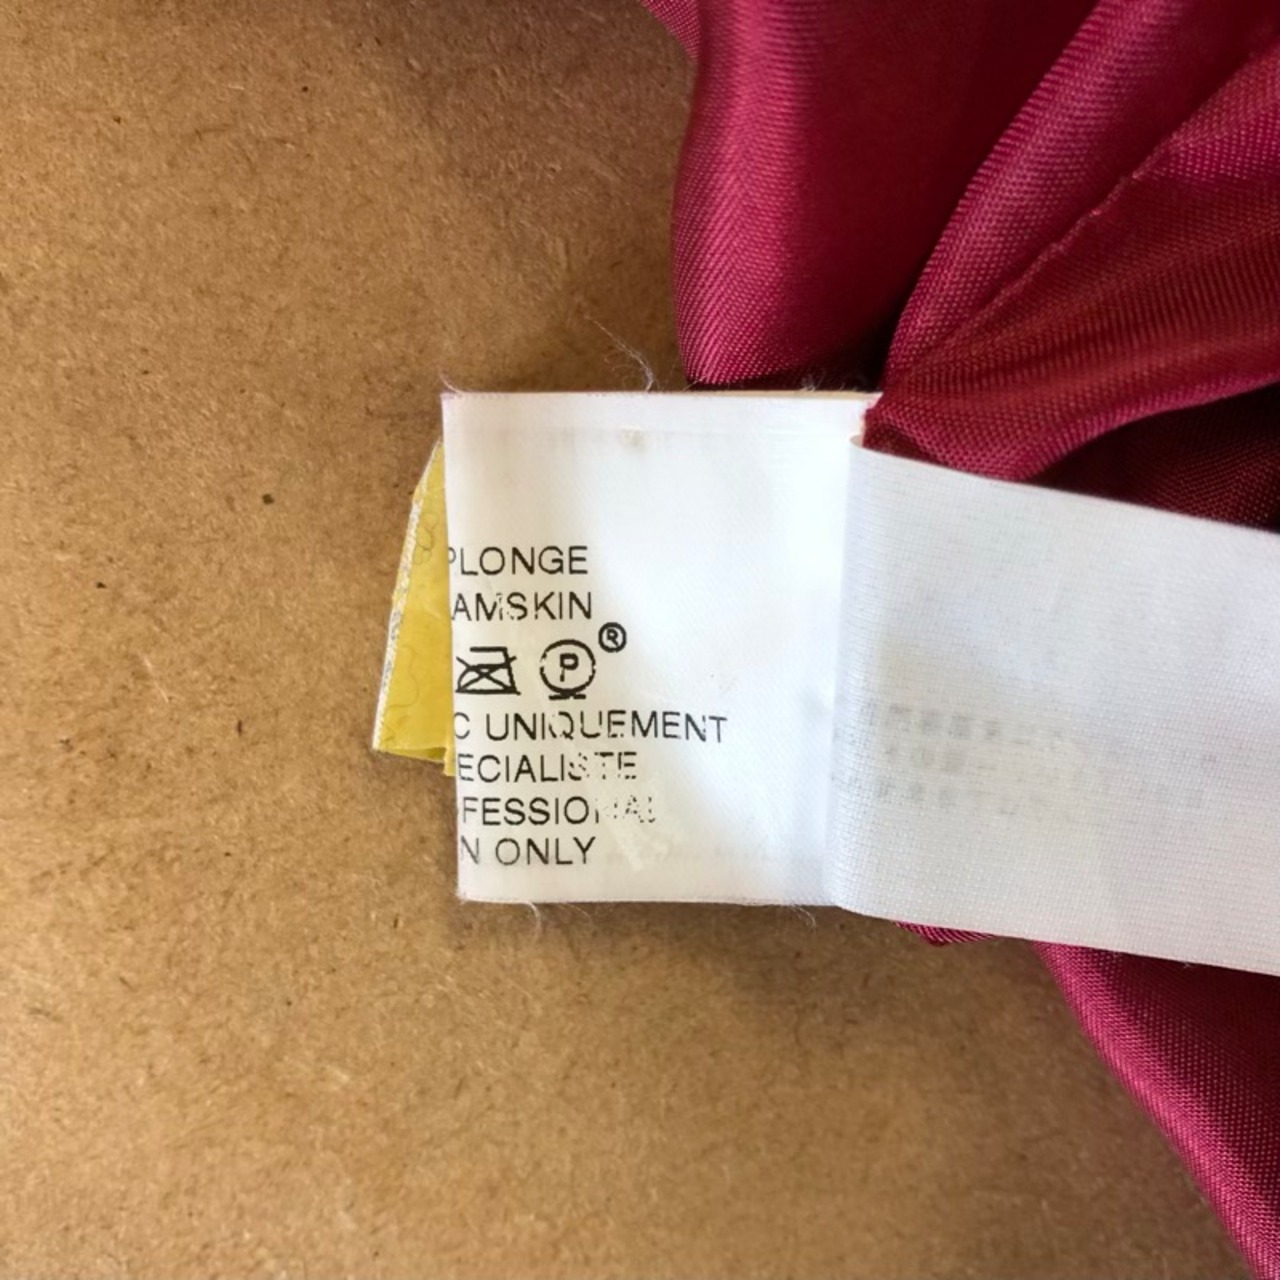 PLONGE
AMSKIN
P ®
C UNIQUEMENT
ECIALISTE
FESSIONAL
N ONLY